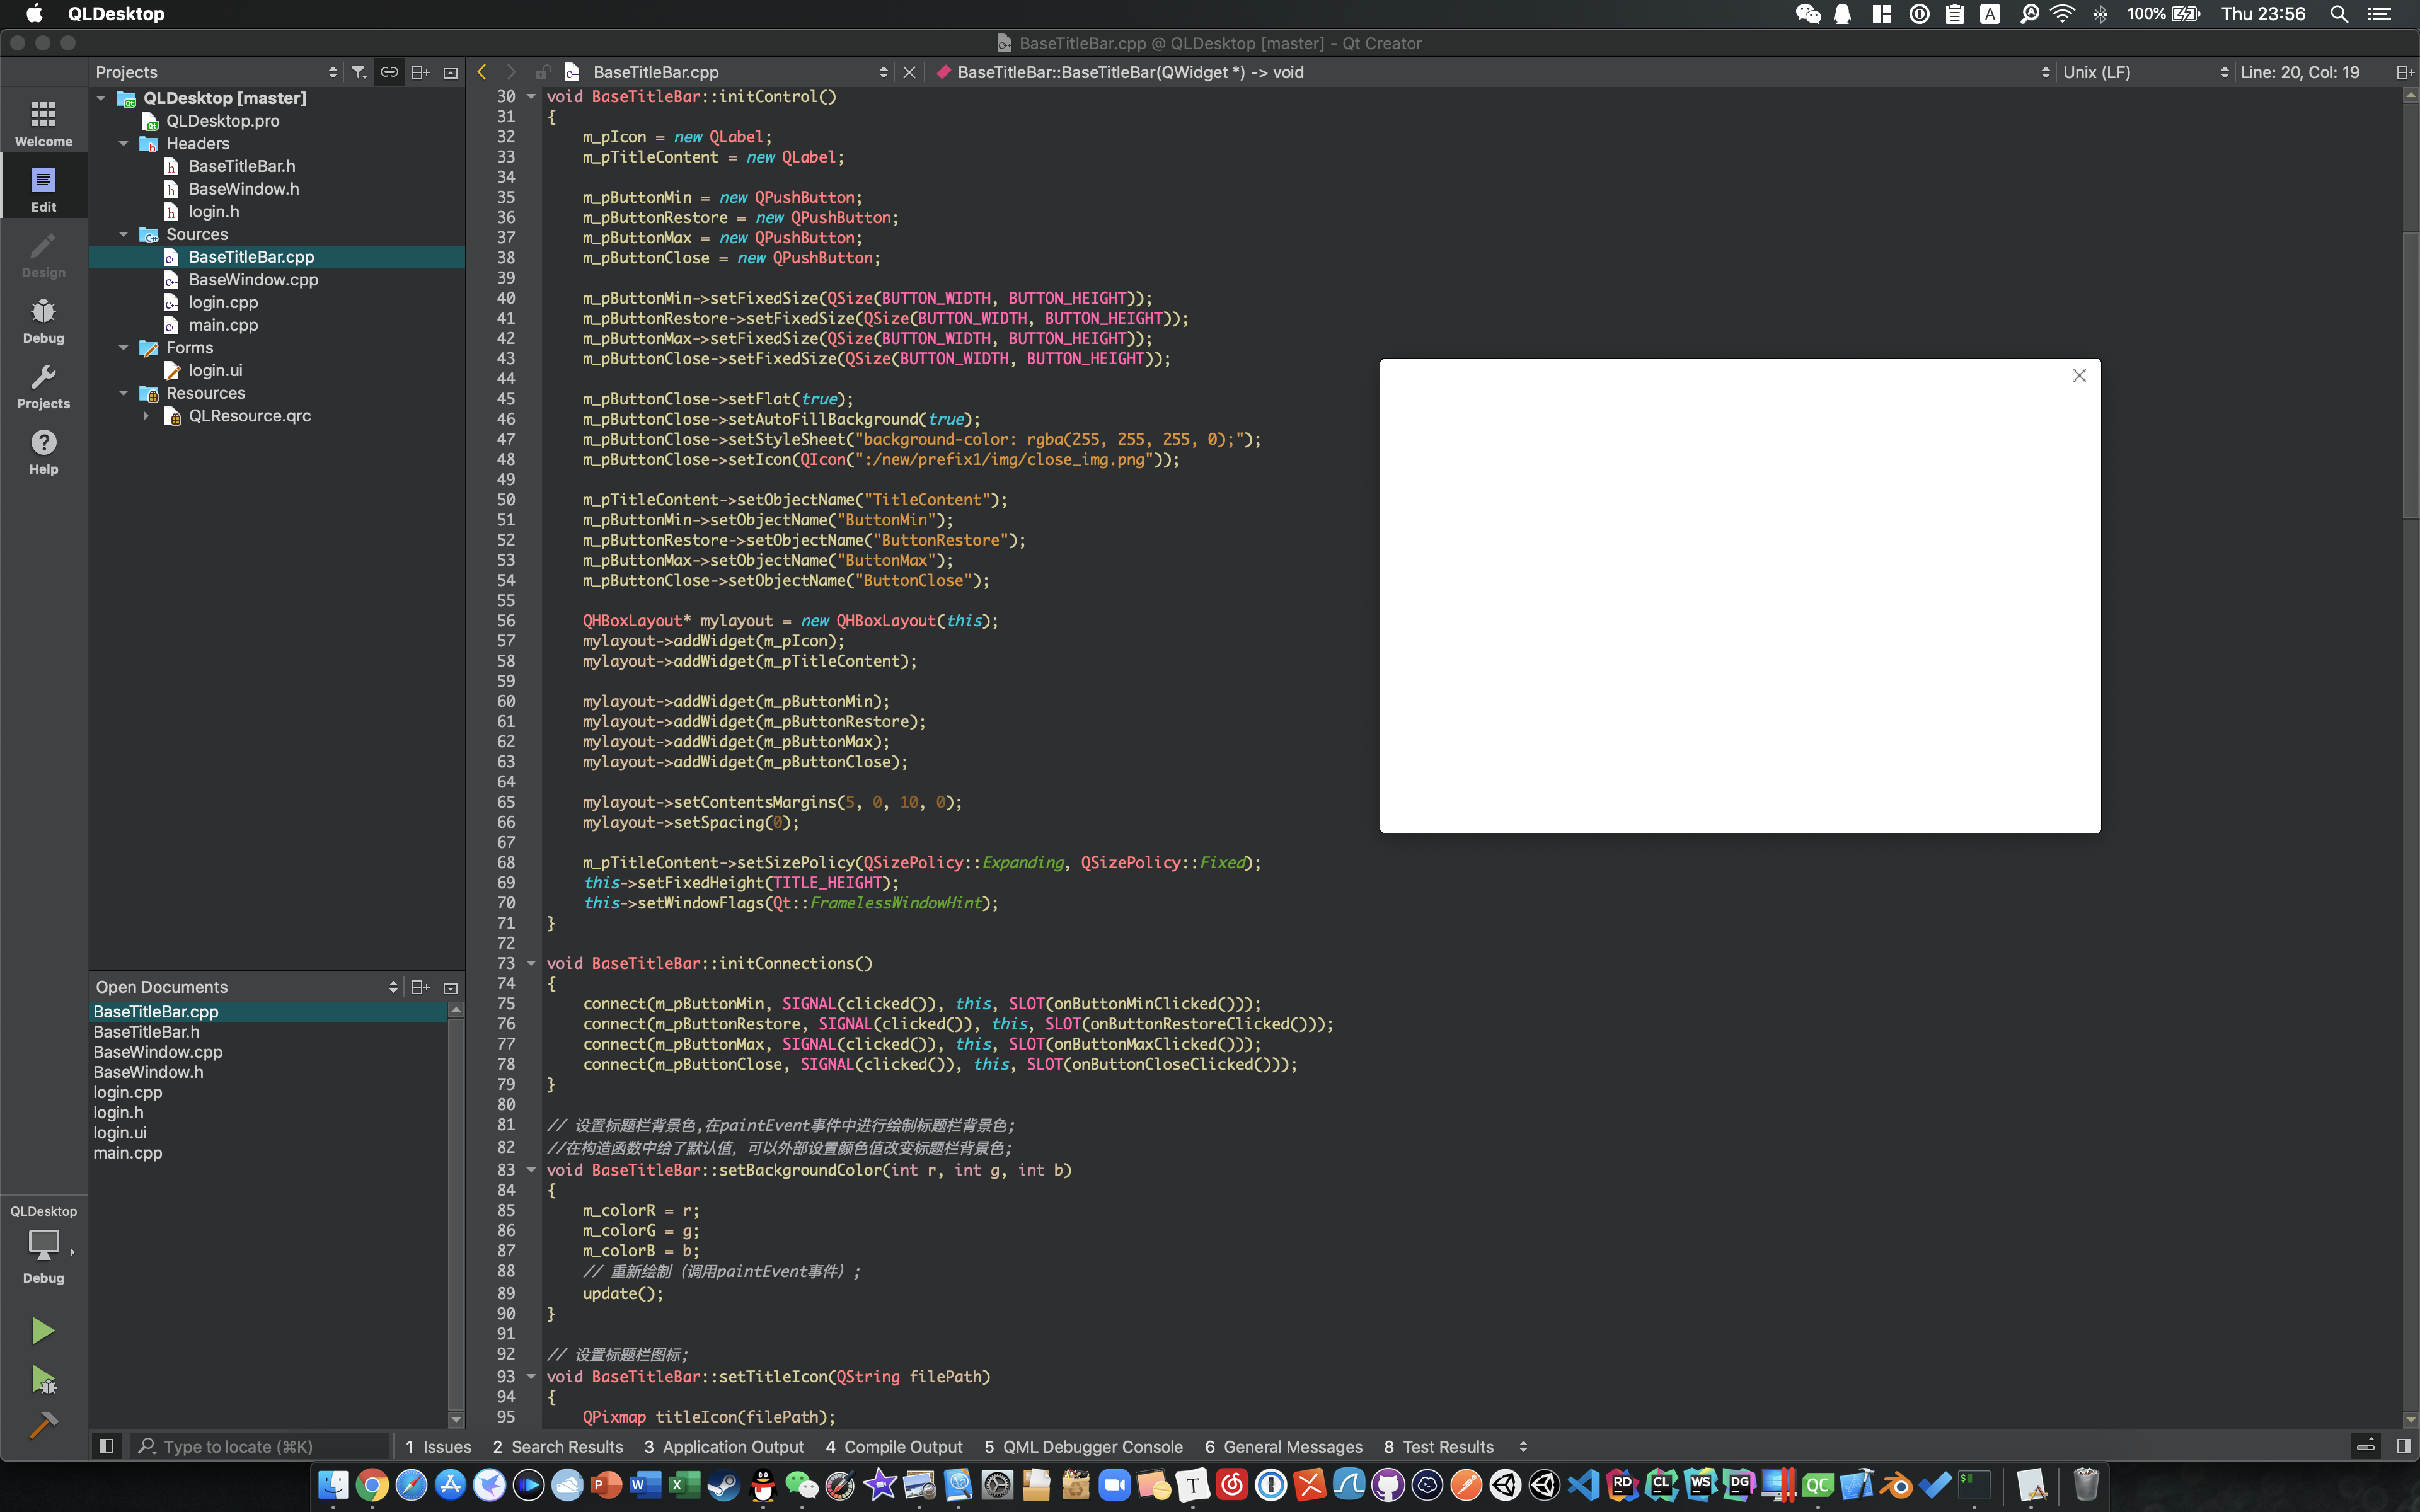 QLDesktop
100%
Thu 23:56
BaseTitleBar.cpp @ QLDesktop [master] - Qt Creator
Projects
BaseTitleBar.cpp
BaseTitleBar::BaseTitleBar(QWidget *) -> void
Unix (LF)
Line: 20, Col: 19
Welcome
Edit
Design
Debug
Projects
Help
QLDesktop [master]
QLDesktop.pro
Headers
BaseTitleBar.h
BaseWindow.h
login.h
Sources
BaseTitleBar.cpp
BaseWindow.cpp
login.cpp
main.cpp
Forms
login.ui
Resources
QLResource.qrc
30 void BaseTitleBar::initControl()
31 {
32     m_pIcon = new QLabel;
33     m_pTitleContent = new QLabel;
34
35     m_pButtonMin = new QPushButton;
36     m_pButtonRestore = new QPushButton;
37     m_pButtonMax = new QPushButton;
38     m_pButtonClose = new QPushButton;
39
40     m_pButtonMin->setFixedSize(QSize(BUTTON_WIDTH, BUTTON_HEIGHT));
41     m_pButtonRestore->setFixedSize(QSize(BUTTON_WIDTH, BUTTON_HEIGHT));
42     m_pButtonMax->setFixedSize(QSize(BUTTON_WIDTH, BUTTON_HEIGHT));
43     m_pButtonClose->setFixedSize(QSize(BUTTON_WIDTH, BUTTON_HEIGHT));
44
45     m_pButtonClose->setFlat(true);
46     m_pButtonClose->setAutoFillBackground(true);
47     m_pButtonClose->setStyleSheet("background-color: rgba(255, 255, 255, 0);");
48     m_pButtonClose->setIcon(QIcon(":/new/prefix1/img/close_img.png"));
49
50     m_pTitleContent->setObjectName("TitleContent");
51     m_pButtonMin->setObjectName("ButtonMin");
52     m_pButtonRestore->setObjectName("ButtonRestore");
53     m_pButtonMax->setObjectName("ButtonMax");
54     m_pButtonClose->setObjectName("ButtonClose");
55
56     QHBoxLayout* mylayout = new QHBoxLayout(this);
57     mylayout->addWidget(m_pIcon);
58     mylayout->addWidget(m_pTitleContent);
59
60     mylayout->addWidget(m_pButtonMin);
61     mylayout->addWidget(m_pButtonRestore);
62     mylayout->addWidget(m_pButtonMax);
63     mylayout->addWidget(m_pButtonClose);
64
65     mylayout->setContentsMargins(5, 0, 10, 0);
66     mylayout->setSpacing(0);
67
68     m_pTitleContent->setSizePolicy(QSizePolicy::Expanding, QSizePolicy::Fixed);
69     this->setFixedHeight(TITLE_HEIGHT);
70     this->setWindowFlags(Qt::FramelessWindowHint);
71 }
72
73 void BaseTitleBar::initConnections()
74 {
75     connect(m_pButtonMin, SIGNAL(clicked()), this, SLOT(onButtonMinClicked()));
76     connect(m_pButtonRestore, SIGNAL(clicked()), this, SLOT(onButtonRestoreClicked()));
77     connect(m_pButtonMax, SIGNAL(clicked()), this, SLOT(onButtonMaxClicked()));
78     connect(m_pButtonClose, SIGNAL(clicked()), this, SLOT(onButtonCloseClicked()));
79 }
80
81 // 设置标题栏背景色,在paintEvent事件中进行绘制标题栏背景色;
82 //在构造函数中给了默认值，可以外部设置颜色值改变标题栏背景色;
83 void BaseTitleBar::setBackgroundColor(int r, int g, int b)
84 {
85     m_colorR = r;
86     m_colorG = g;
87     m_colorB = b;
88     // 重新绘制（调用paintEvent事件）;
89     update();
90 }
91
92 // 设置标题栏图标;
93 void BaseTitleBar::setTitleIcon(QString filePath)
94 {
95     QPixmap titleIcon(filePath);
Open Documents
BaseTitleBar.cpp
BaseTitleBar.h
BaseWindow.cpp
BaseWindow.h
login.cpp
login.h
login.ui
main.cpp
QLDesktop
Debug
Type to locate (⌘K)
1 Issues
2 Search Results
3 Application Output
4 Compile Output
5 QML Debugger Console
6 General Messages
8 Test Results